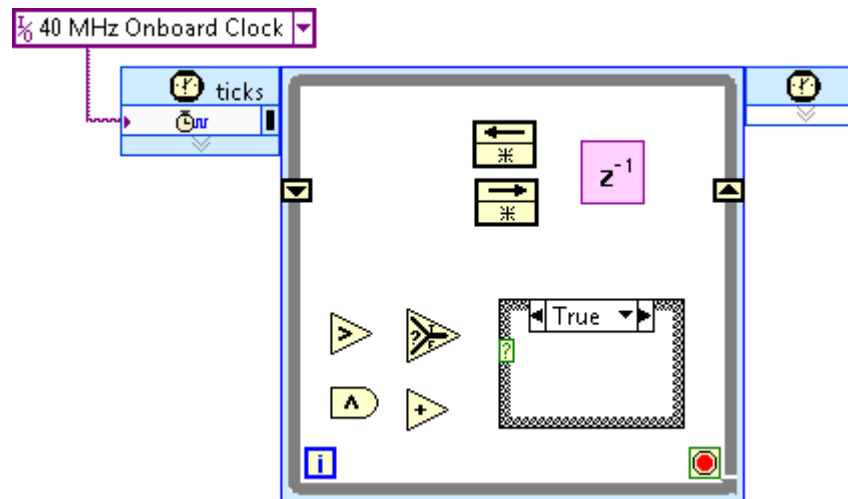 I/O 40 MHz Onboard Clock
ticks
z-1
True
?
> ? T F
∧ +
i